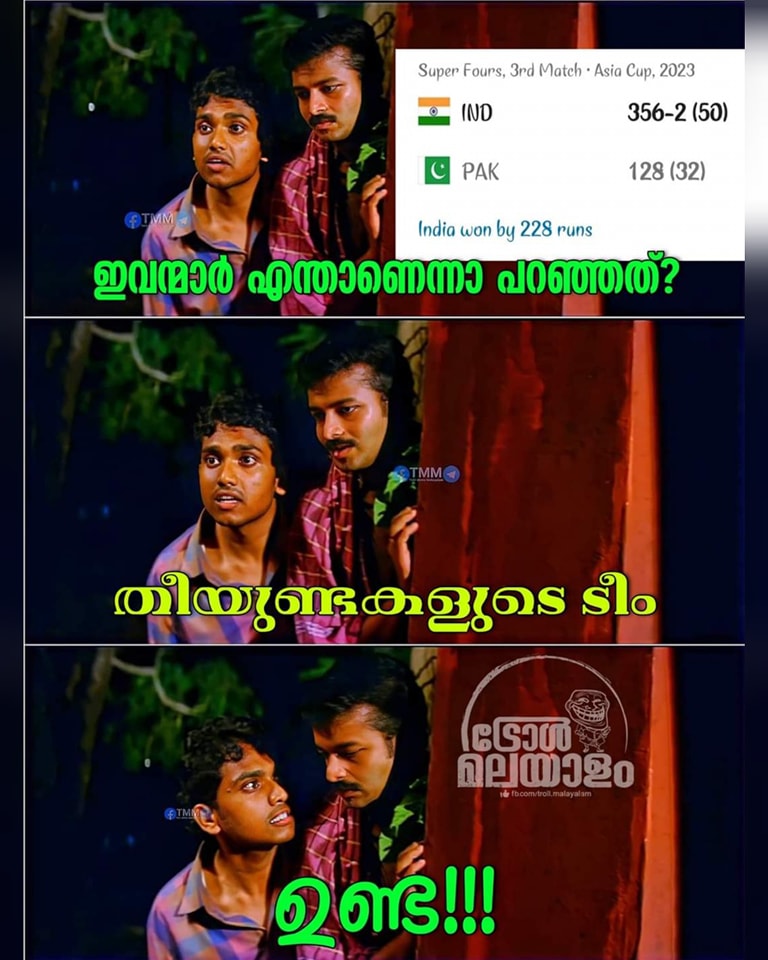 Super Fours, 3rd Match · Asia Cup, 2023
IND 356-2 (50)
PAK 128 (32)
India won by 228 runs
TMM
ഇവന്മാർ എന്താണെന്നാ പറഞ്ഞത്?
TMM
തീയുണ്ടകളുടെ ടീം
ട്രോൾ
മലയാളം
fb.com/troll.malayalam
TMM
ഉണ്ട!!!